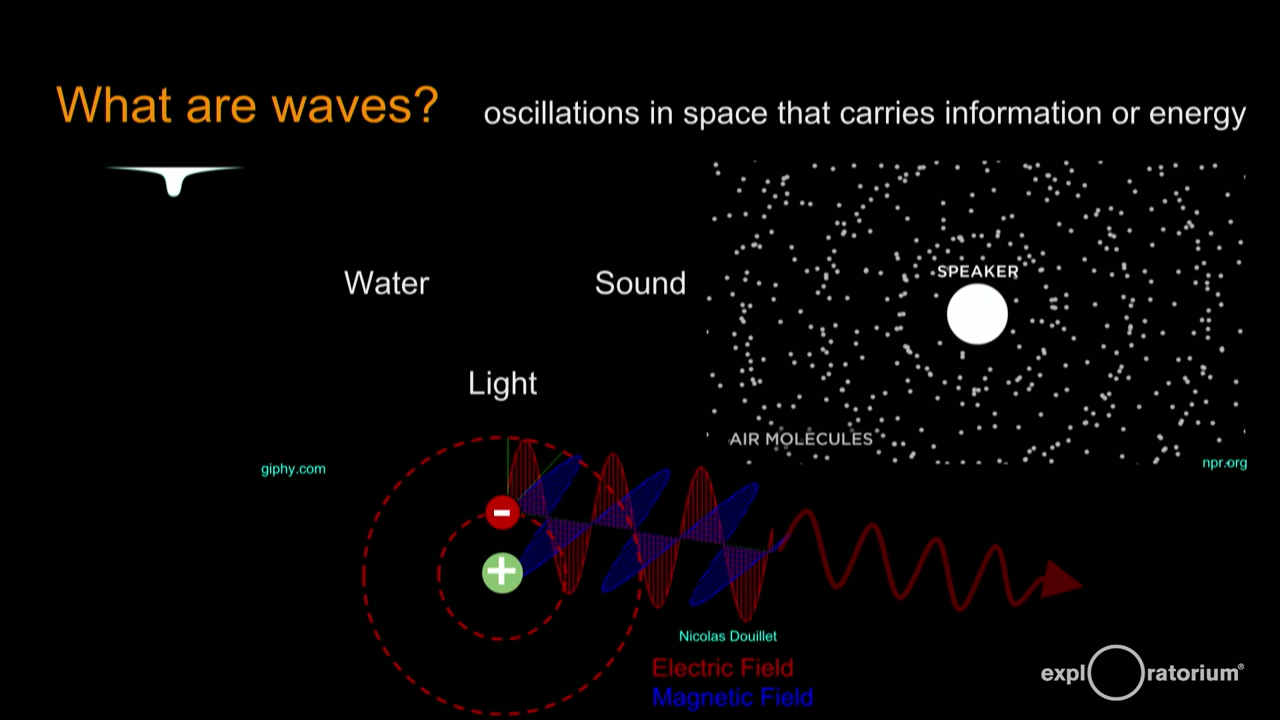 What are waves?
oscillations in space that carries information or energy
Water
Sound
SPEAKER
Light
AIR MOLECULES
giphy.com
npr.org
-
+
Nicolas Douillet
Electric Field
Magnetic Field
explOratorium®